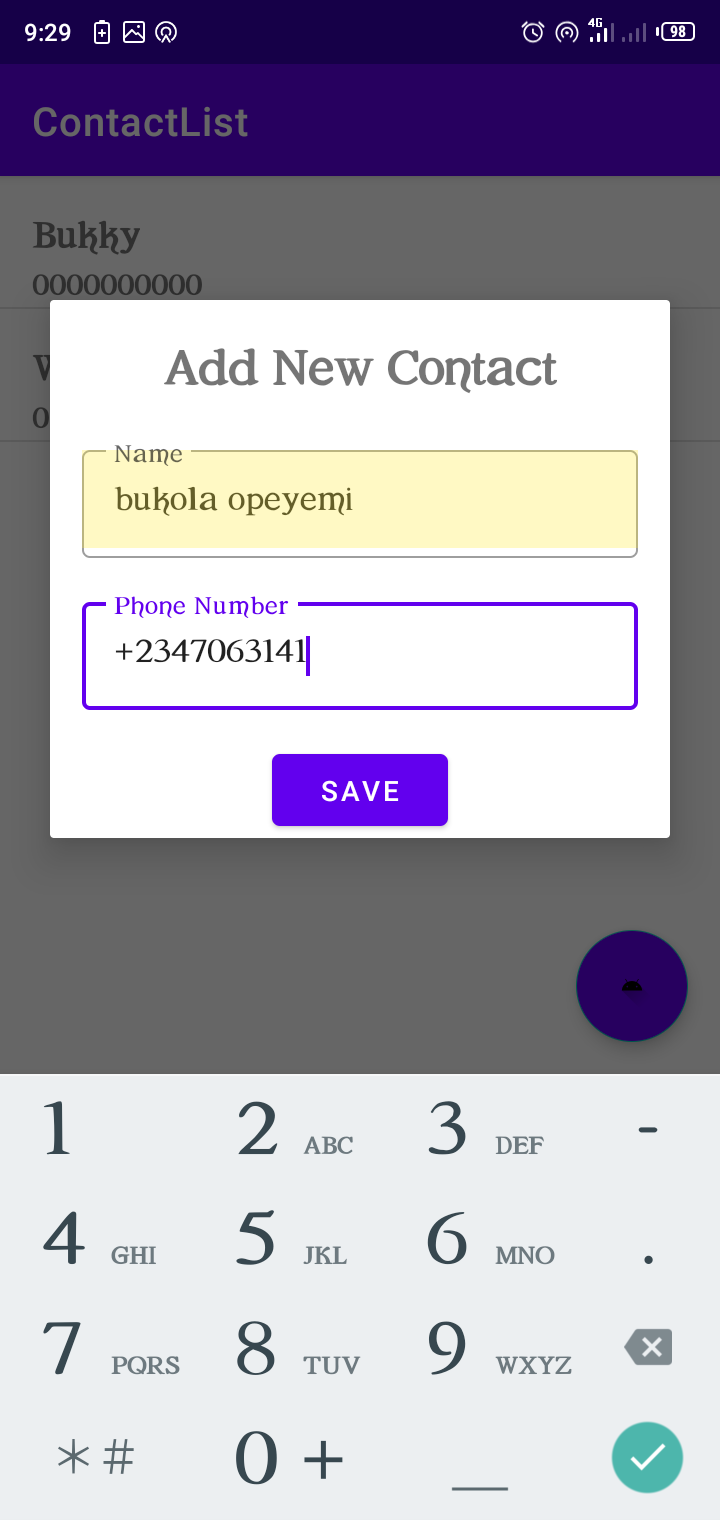 9:29 4G 98
ContactList
Bukky
0000000000
Add New Contact
Name
bukola opeyemi
Phone Number
+2347063141
SAVE
1 2 ABC 3 DEF -
4 GHI 5 JKL 6 MNO .
7 PQRS 8 TUV 9 WXYZ
*# 0 + _